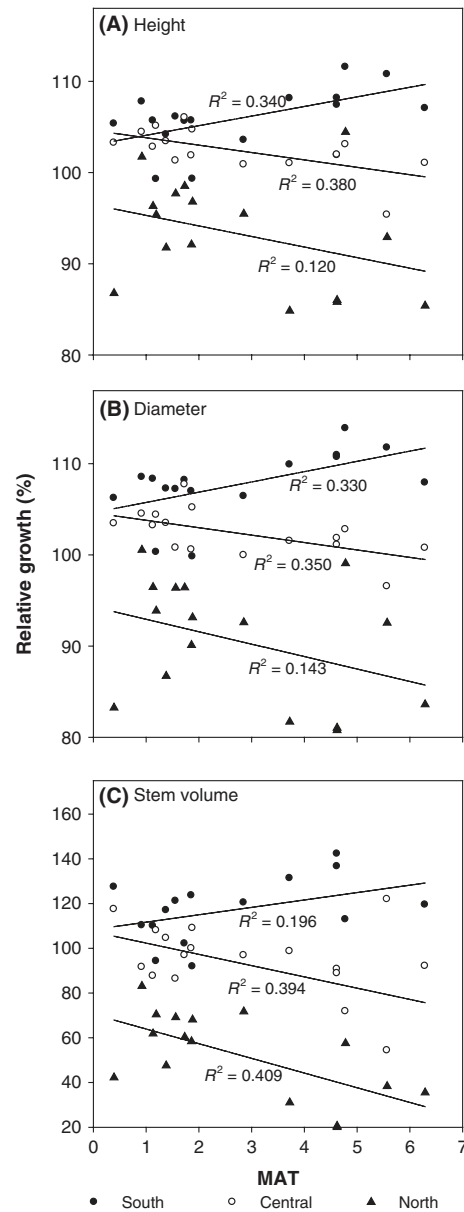 (A) Height
110
R² = 0.340
100
R² = 0.380
90
R² = 0.120
80
(B) Diameter
110
R² = 0.330
100
R² = 0.350
90
R² = 0.143
80
Relative growth (%)
(C) Stem volume
160
140
120
R² = 0.196
100
80
R² = 0.394
60
40
R² = 0.409
20
0 1 2 3 4 5 6 7
MAT
● South ○ Central ▲ North